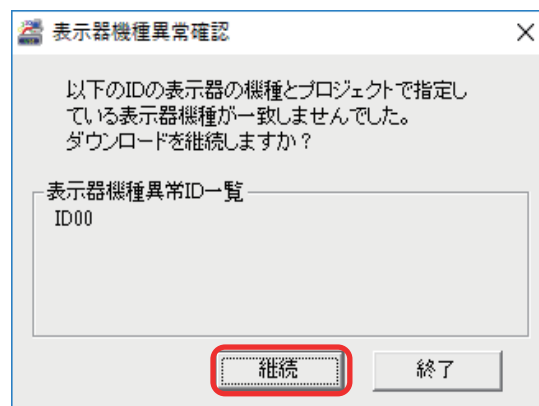 表示器機種異常確認
以下のIDの表示器の機種とプロジェクトで指定し
ている表示器機種が一致しませんでした。
ダウンロードを継続しますか？
表示器機種異常ID一覧
ID00
継続
終了